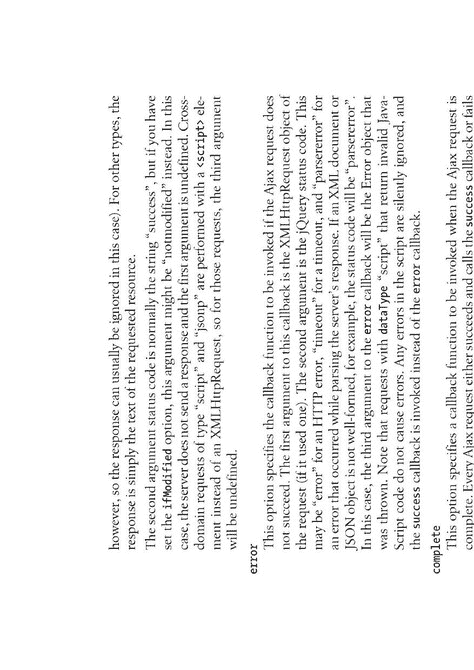 however, so the response can usually be ignored in this case). For other types, the
response is simply the text of the requested resource.
The second argument status code is normally the string “success”, but if you have
set the ifModified option, this argument might be “notmodified” instead. In this
case, the server does not send a response and the first argument is undefined. Cross-
domain requests of type “script” and “jsonp” are performed with a <script> ele-
ment instead of an XMLHttpRequest, so for those requests, the third argument
will be undefined.
error
This option specifies the callback function to be invoked if the Ajax request does
not succeed. The first argument to this callback is the XMLHttpRequest object of
the request (if it used one). The second argument is the jQuery status code. This
may be “error” for an HTTP error, “timeout” for a timeout, and “parsererror” for
an error that occurred while parsing the server’s response. If an XML document or
JSON object is not well-formed, for example, the status code will be “parsererror”.
In this case, the third argument to the error callback will be the Error object that
was thrown. Note that requests with dataType “script” that return invalid Java-
Script code do not cause errors. Any errors in the script are silently ignored, and
the success callback is invoked instead of the error callback.
complete
This option specifies a callback function to be invoked when the Ajax request is
complete. Every Ajax request either succeeds and calls the success callback or fails